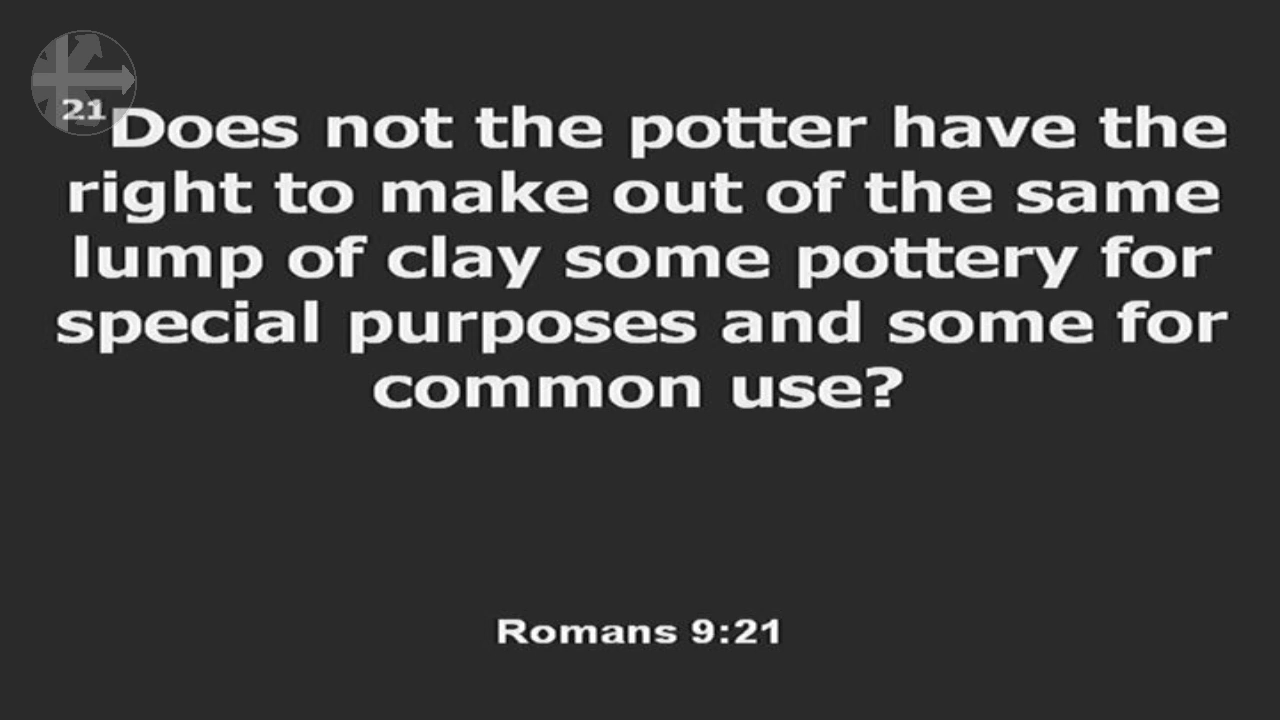 21 Does not the potter have the
right to make out of the same
lump of clay some pottery for
special purposes and some for
common use?
Romans 9:21